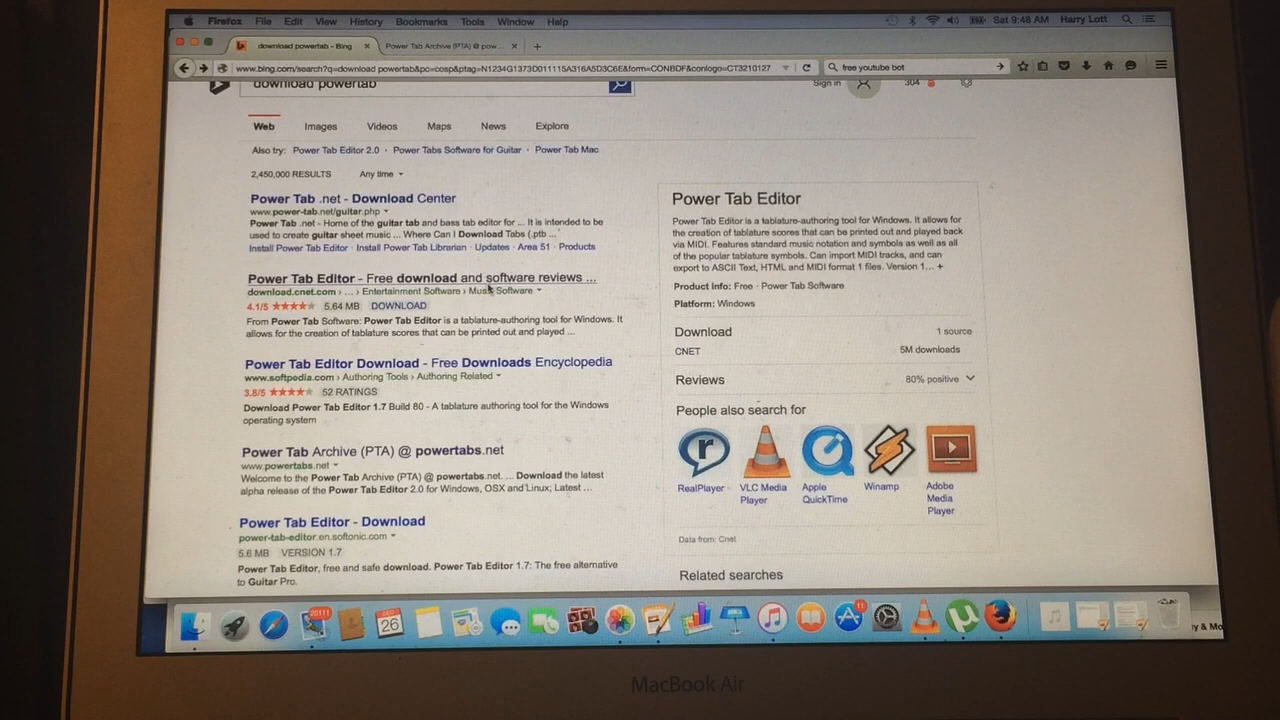 Firefox File Edit View History Bookmarks Tools Window Help Sat 9:48 AM Harry Lott
download powertab - Bing × Power Tab Archive (PTA) @ pow... × +
www.bing.com/search?q=download powertab&pc=cosp&ptag=N1234G1373D011115A316A5D3C6E&form=CONBDF&conlogo=CT3210127 free youtube bot
download powertab Sign in 304
Web Images Videos Maps News Explore
Also try: Power Tab Editor 2.0 · Power Tabs Software for Guitar · Power Tab Mac
2,450,000 RESULTS Any time
Power Tab .net - Download Center
www.power-tab.net/guitar.php
Power Tab .net - Home of the guitar tab and bass tab editor for ... It is intended to be
used to create guitar sheet music ... Where Can I Download Tabs (.ptb ...
Install Power Tab Editor · Install Power Tab Librarian · Updates · Area 51 · Products
Power Tab Editor - Free download and software reviews ...
download.cnet.com › ... › Entertainment Software › Music Software
4.1/5 5.64 MB DOWNLOAD
From Power Tab Software: Power Tab Editor is a tablature-authoring tool for Windows. It
allows for the creation of tablature scores that can be printed out and played ...
Power Tab Editor Download - Free Downloads Encyclopedia
www.softpedia.com › Authoring Tools › Authoring Related
3.8/5 52 RATINGS
Download Power Tab Editor 1.7 Build 80 - A tablature authoring tool for the Windows
operating system
Power Tab Archive (PTA) @ powertabs.net
www.powertabs.net
Welcome to the Power Tab Archive (PTA) @ powertabs.net. ... Download the latest
alpha release of the Power Tab Editor 2.0 for Windows, OSX and Linux; Latest ...
Power Tab Editor - Download
power-tab-editor.en.softonic.com
5.6 MB VERSION 1.7
Power Tab Editor, free and safe download. Power Tab Editor 1.7: The free alternative
to Guitar Pro.
Power Tab Editor
Power Tab Editor is a tablature-authoring tool for Windows. It allows for
the creation of tablature scores that can be printed out and played back
via MIDI. Features standard music notation and symbols as well as all
of the popular tablature symbols. Can import MIDI tracks, and can
export to ASCII Text, HTML and MIDI format 1 files. Version 1... +
Product Info: Free · Power Tab Software
Platform: Windows
Download 1 source
CNET 5M downloads
Reviews 80% positive
People also search for
RealPlayer VLC Media Player Apple QuickTime Winamp Adobe Media Player
Data from: Cnet
Related searches
20111
DEC
26
11
y & Mo
MacBook Air